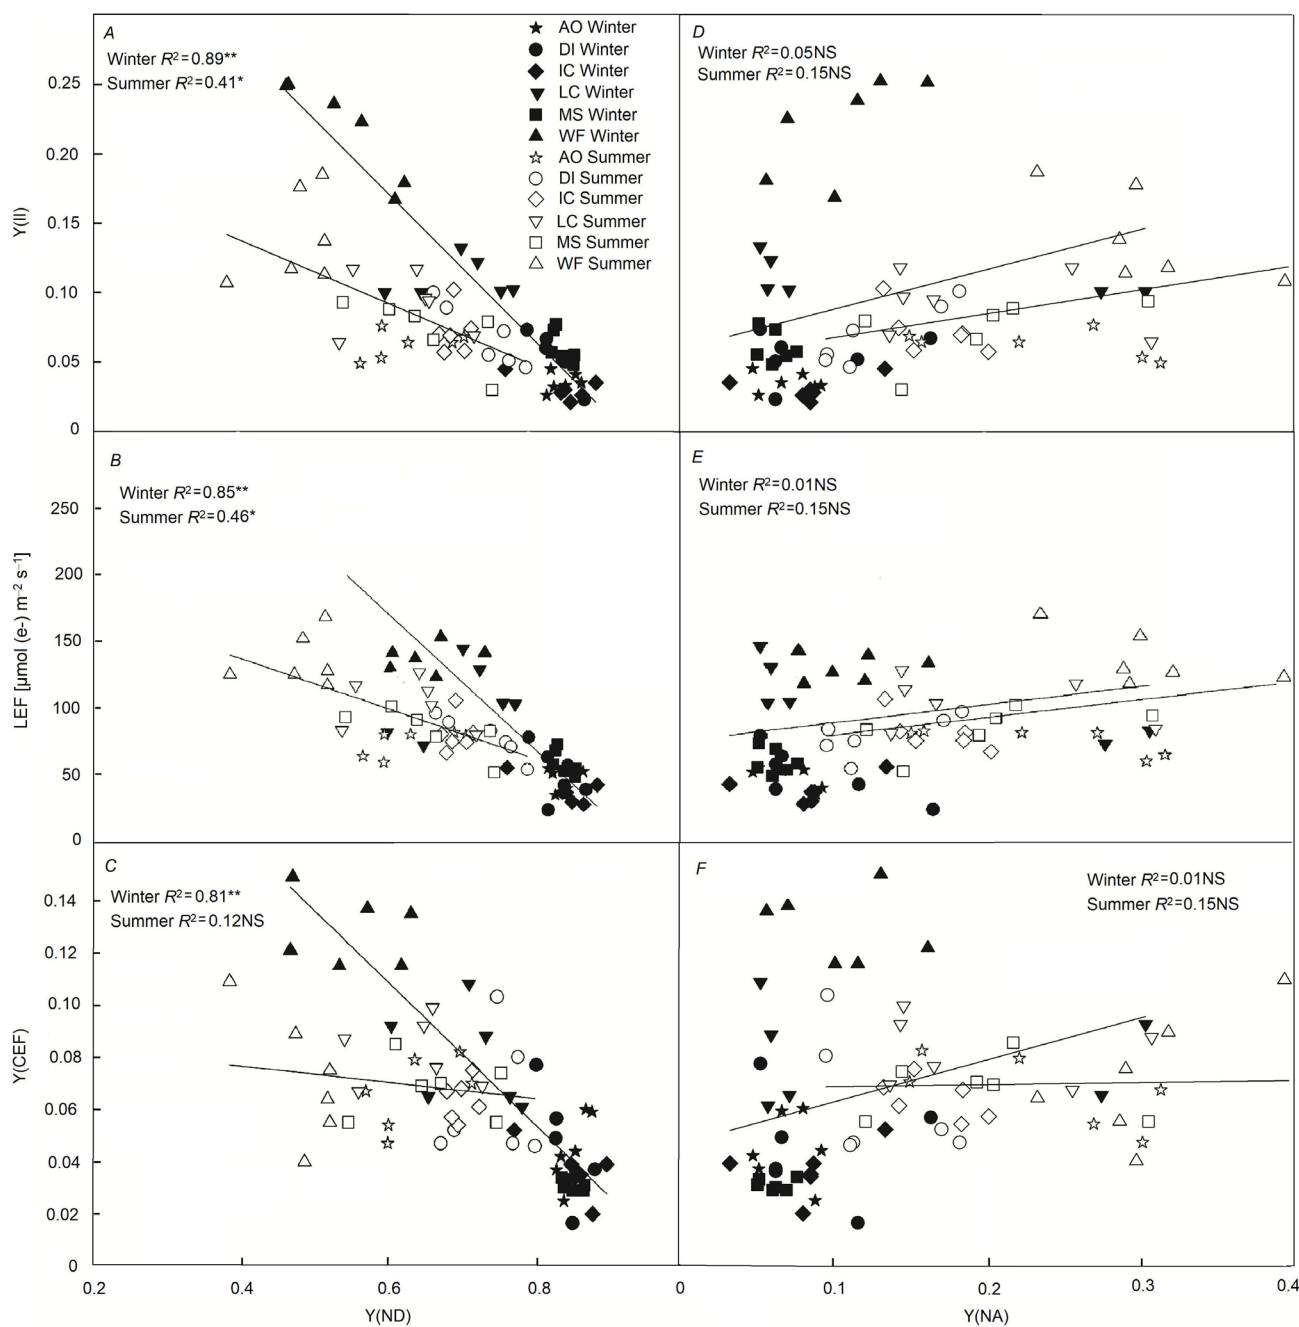 A
Winter R²=0.89**
Summer R²=0.41*
AO Winter
DI Winter
IC Winter
LC Winter
MS Winter
WF Winter
AO Summer
DI Summer
IC Summer
LC Summer
MS Summer
WF Summer
0.25
0.20
0.15
0.10
0.05
0
Y(II)
D
Winter R²=0.05NS
Summer R²=0.15NS
B
Winter R²=0.85**
Summer R²=0.46*
250
200
150
100
50
0
LEF [µmol (e-) m⁻² s⁻¹]
E
Winter R²=0.01NS
Summer R²=0.15NS
C
Winter R²=0.81**
Summer R²=0.12NS
0.14
0.12
0.10
0.08
0.06
0.04
0.02
0
Y(CEF)
0.2 0.4 0.6 0.8
Y(ND)
F
Winter R²=0.01NS
Summer R²=0.15NS
0 0.1 0.2 0.3 0.4
Y(NA)